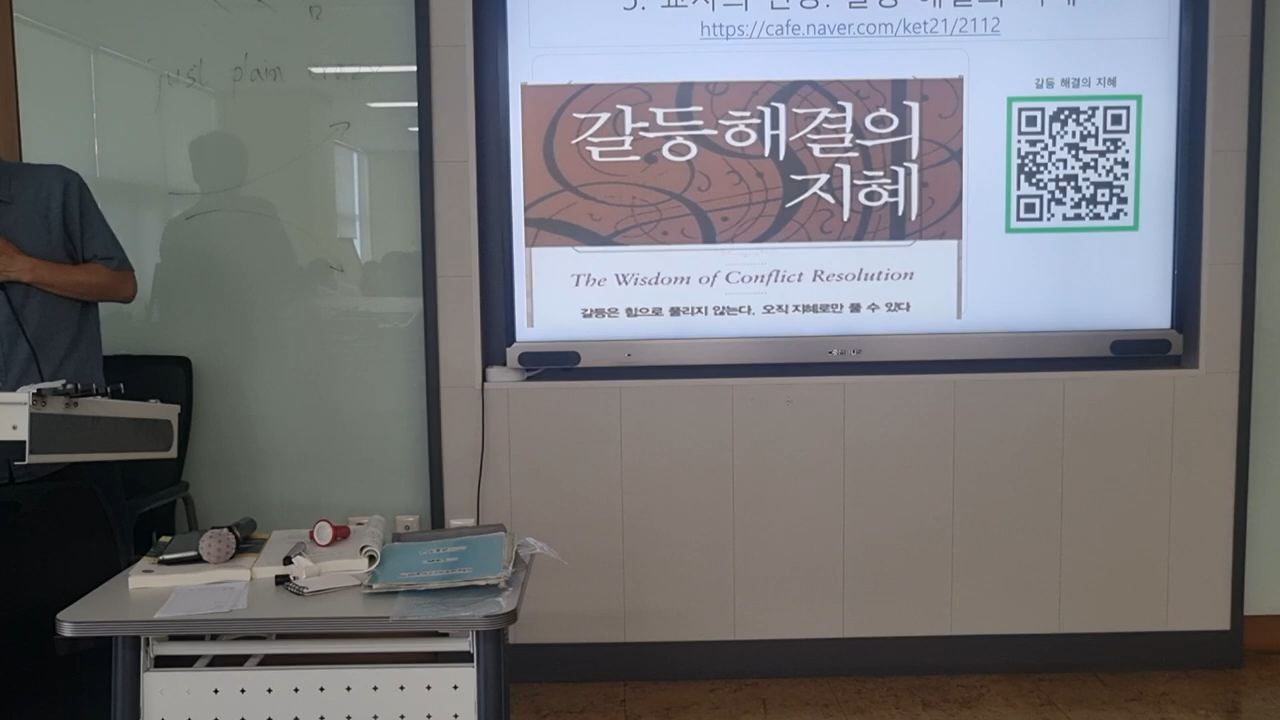 just plain
https://cafe.naver.com/ket21/2112
갈등 해결의 지혜
갈등해결의
지혜
The Wisdom of Conflict Resolution
갈등은 힘으로 풀리지 않는다. 오직 지혜로만 풀 수 있다